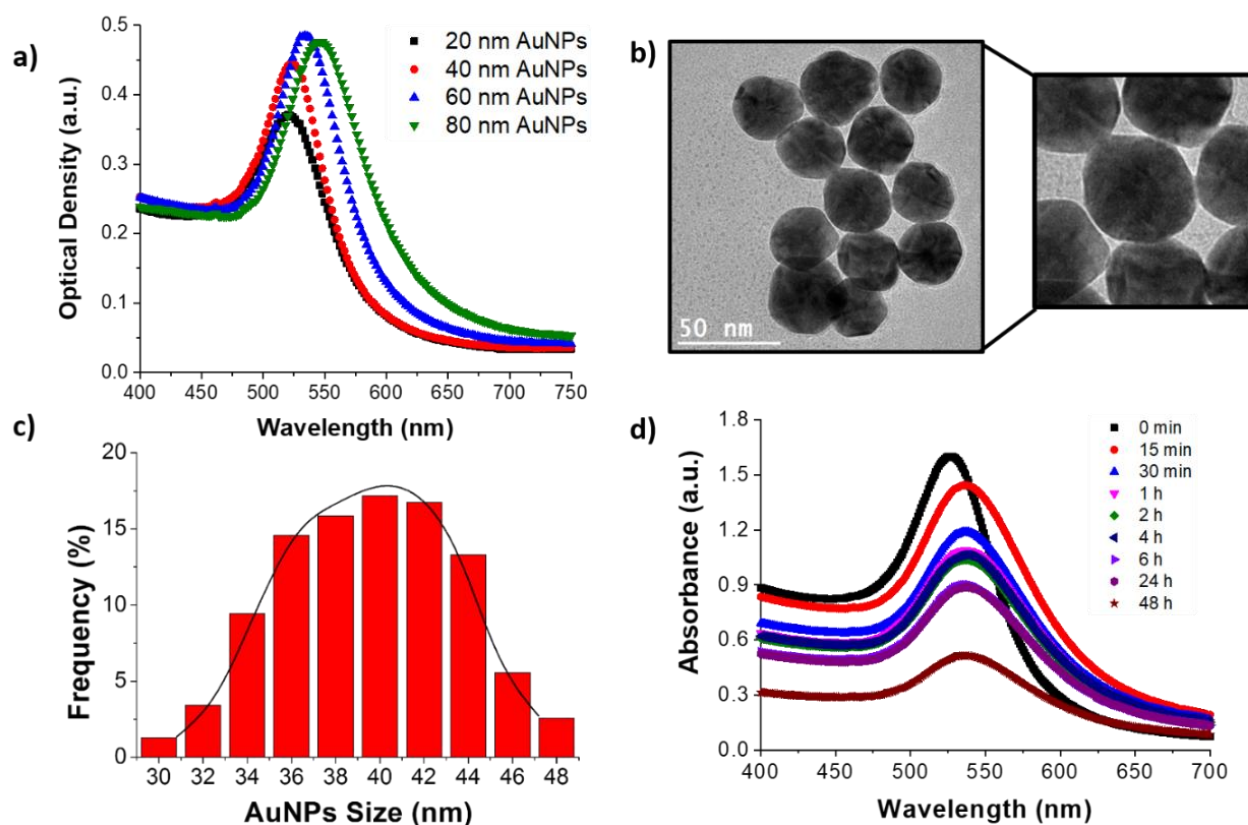 a)
0.5
0.4
0.3
0.2
0.1
0.0
Optical Density (a.u.)
20 nm AuNPs
40 nm AuNPs
60 nm AuNPs
80 nm AuNPs
400 450 500 550 600 650 700 750
Wavelength (nm)
b)
50 nm
c)
20
15
10
5
0
Frequency (%)
30 32 34 36 38 40 42 44 46 48
AuNPs Size (nm)
d)
1.8
1.5
1.2
0.9
0.6
0.3
0.0
Absorbance (a.u.)
0 min
15 min
30 min
1 h
2 h
4 h
6 h
24 h
48 h
400 450 500 550 600 650 700
Wavelength (nm)